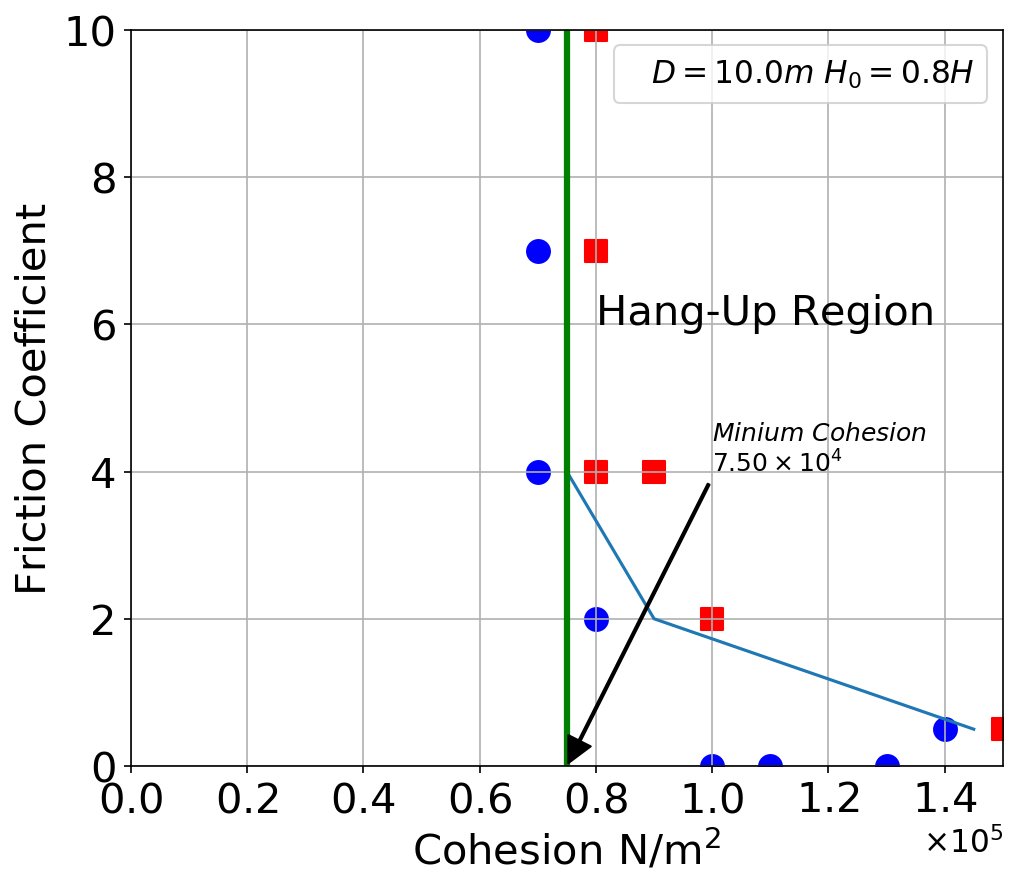 10
D = 10.0m H₀ = 0.8H
8
Hang-Up Region
6
Minium Cohesion
7.50 × 10⁴
4
2
0
Friction Coefficient
0.0 0.2 0.4 0.6 0.8 1.0 1.2 1.4
×10⁵
Cohesion N/m²